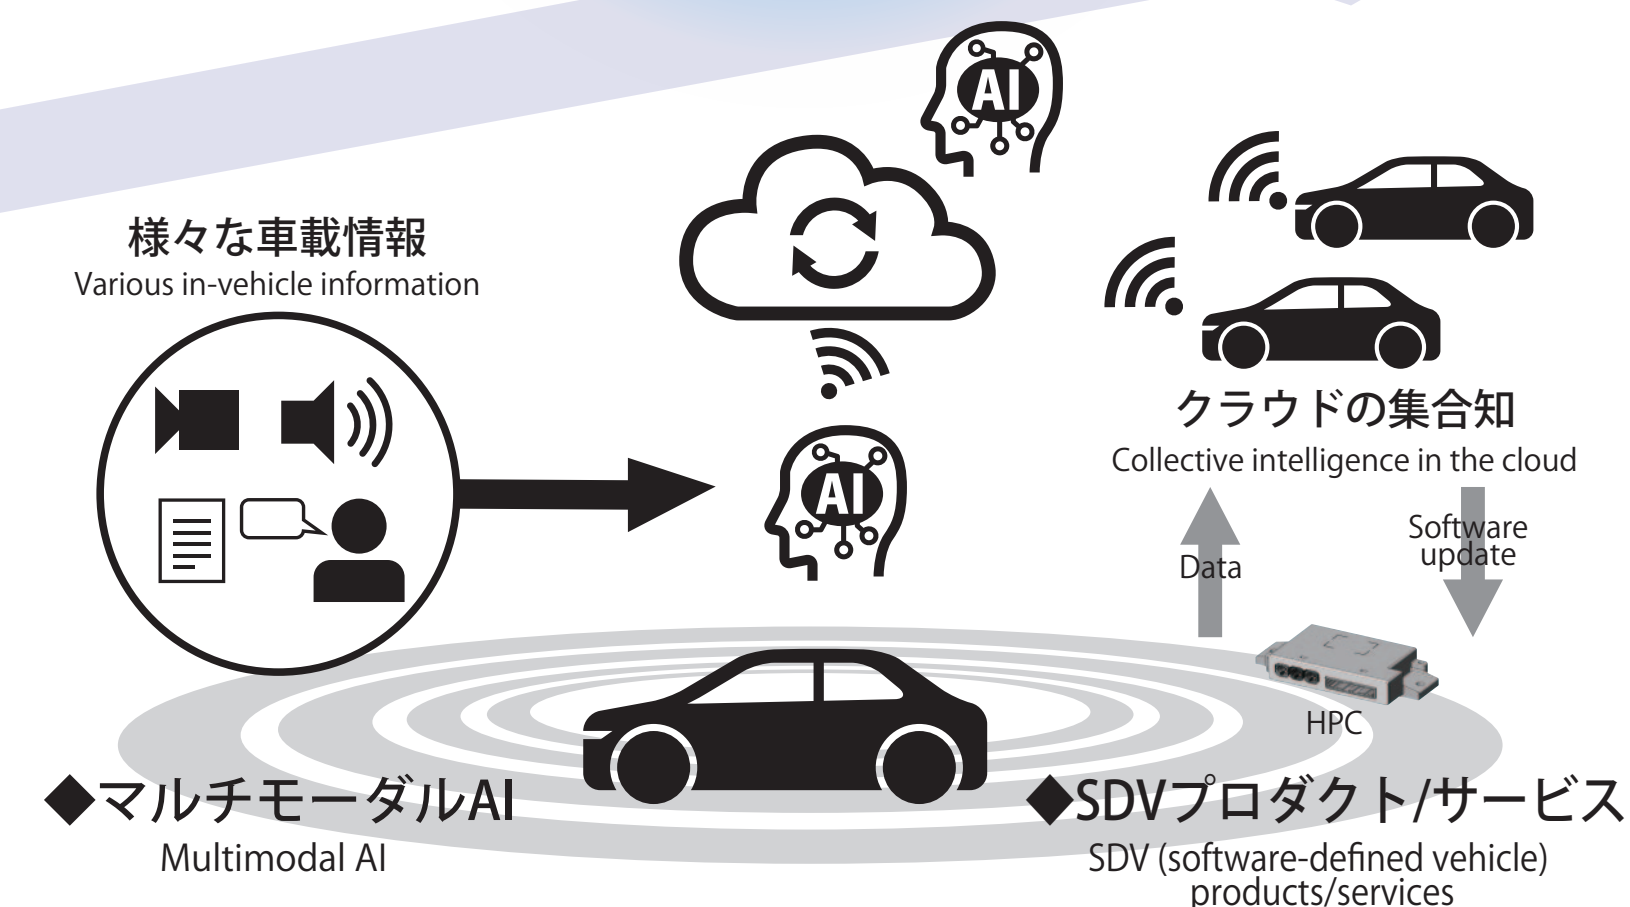 AI
様々な車載情報
Various in-vehicle information
クラウドの集合知
Collective intelligence in the cloud
AI
Data
Software
update
HPC
◆マルチモーダルAI
Multimodal AI
◆SDVプロダクト/サービス
SDV (software-defined vehicle)
products/services